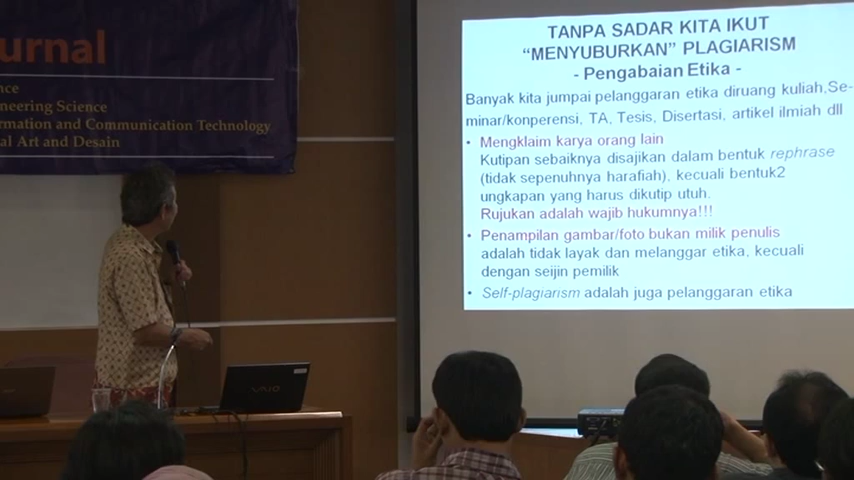 urnal
nce
gineering Science
ormation and Communication Technology
al Art and Desain
TANPA SADAR KITA IKUT
“MENYUBURKAN” PLAGIARISM
- Pengabaian Etika -
Banyak kita jumpai pelanggaran etika diruang kuliah,Se-
minar/konperensi, TA, Tesis, Disertasi, artikel ilmiah dll
• Mengklaim karya orang lain
Kutipan sebaiknya disajikan dalam bentuk rephrase
(tidak sepenuhnya harafiah), kecuali bentuk2
ungkapan yang harus dikutip utuh.
Rujukan adalah wajib hukumnya!!!
• Penampilan gambar/foto bukan milik penulis
adalah tidak layak dan melanggar etika, kecuali
dengan seijin pemilik
• Self-plagiarism adalah juga pelanggaran etika
VAIO